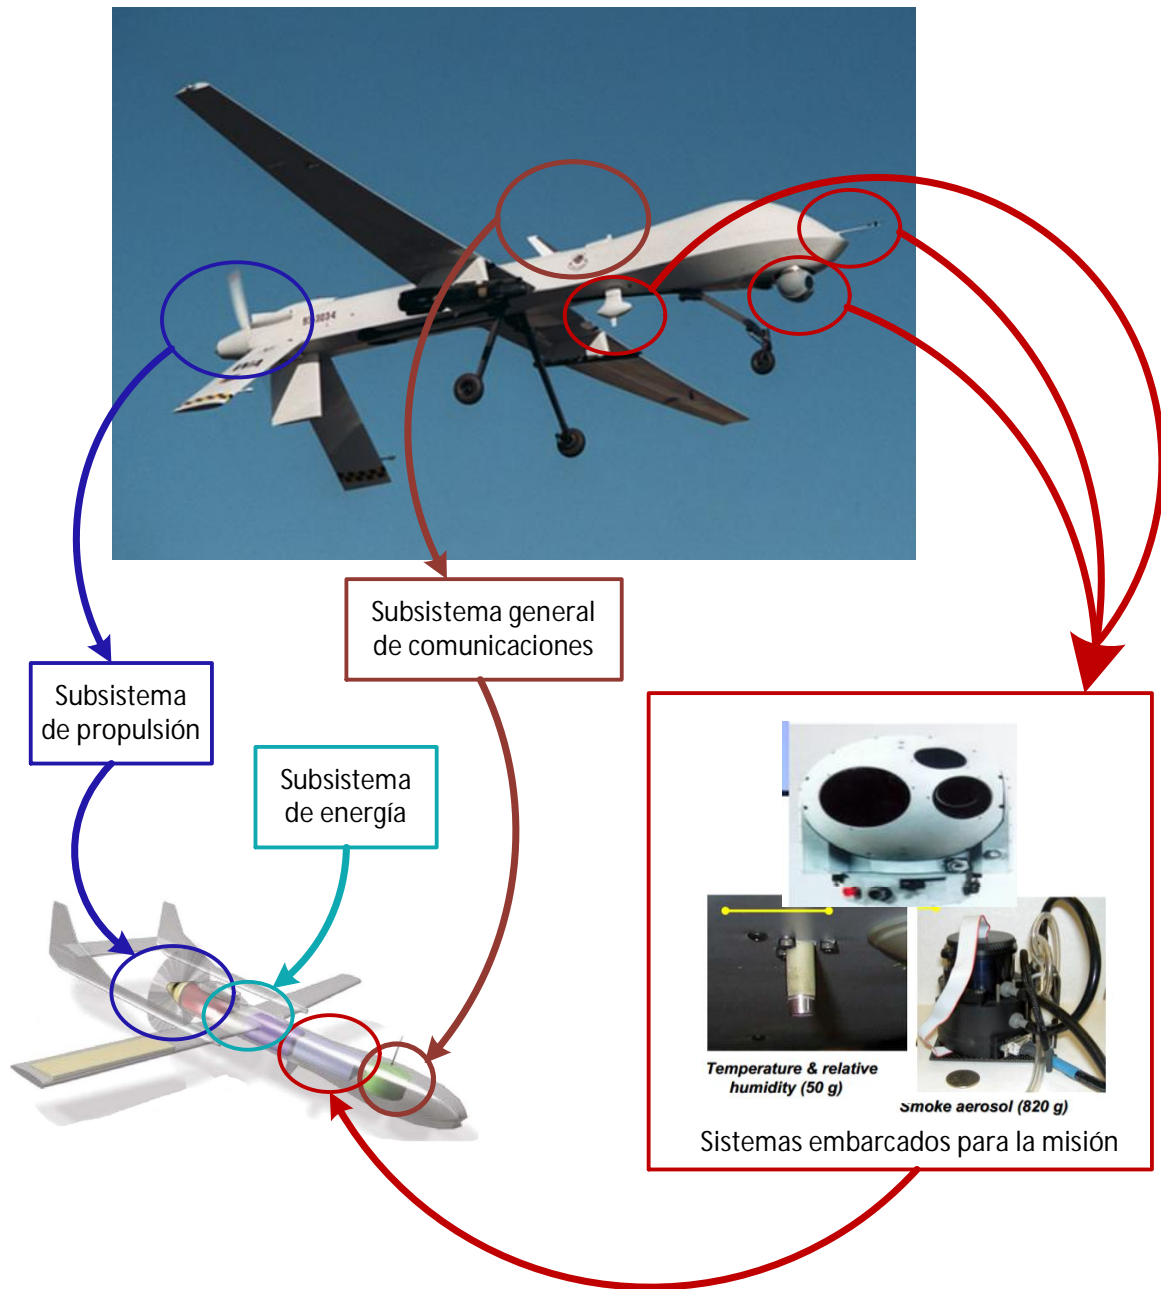 Subsistema general
de comunicaciones
Subsistema
de propulsión
Subsistema
de energía
Temperature & relative
humidity (50 g)
Smoke aerosol (820 g)
Sistemas embarcados para la misión